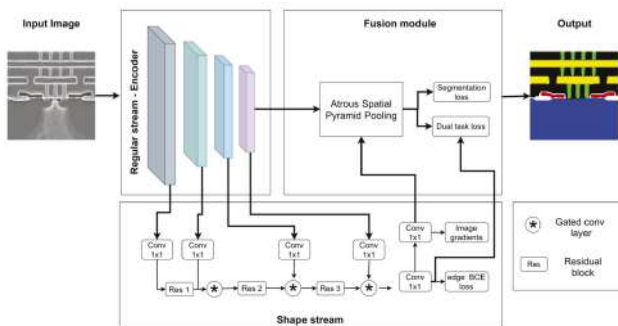 Input Image
Fusion module
Output
Regular stream - Encoder
Atrous Spatial
Pyramid Pooling
Segmentation
loss
Dual task loss
Conv
1x1
Conv
1x1
Conv
1x1
Conv
1x1
Conv
1x1
Image
gradients
Conv
1x1
edge BCE
loss
Res 1
Res 2
Res 3
Shape stream
Gated conv
layer
Res
Residual
block